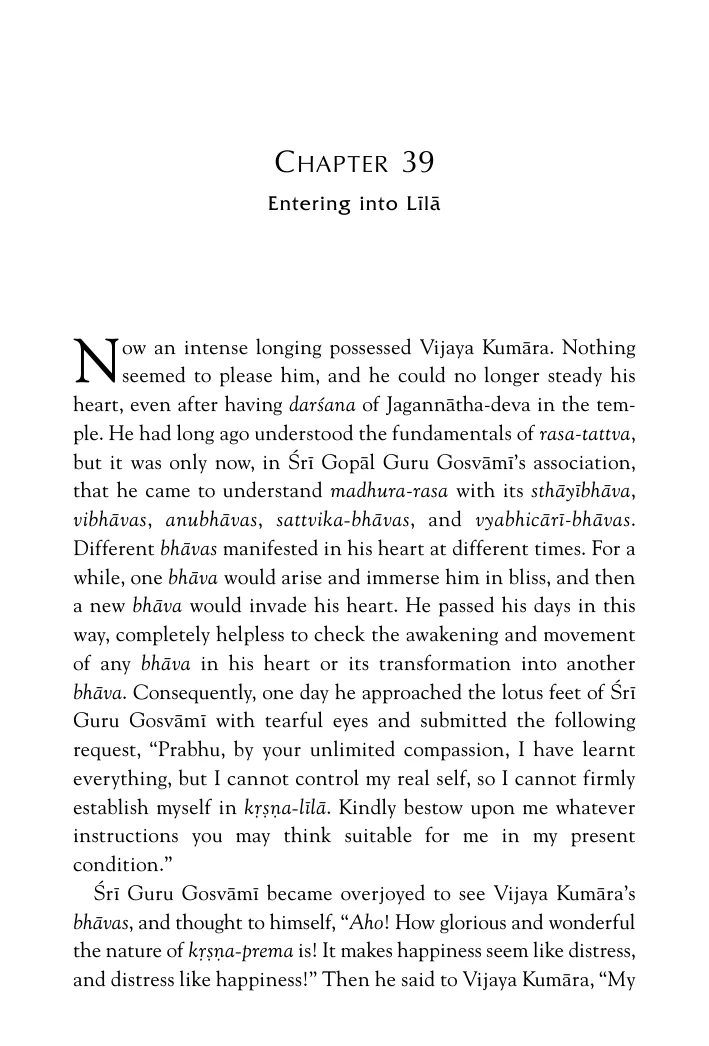 CHAPTER 39
Entering into Līlā
Now an intense longing possessed Vijaya Kumāra. Nothing
seemed to please him, and he could no longer steady his
heart, even after having darśana of Jagannātha-deva in the tem-
ple. He had long ago understood the fundamentals of rasa-tattva,
but it was only now, in Śrī Gopāl Guru Gosvāmī’s association,
that he came to understand madhura-rasa with its sthāyībhāva,
vibhāvas, anubhāvas, sattvika-bhāvas, and vyabhicārī-bhāvas.
Different bhāvas manifested in his heart at different times. For a
while, one bhāva would arise and immerse him in bliss, and then
a new bhāva would invade his heart. He passed his days in this
way, completely helpless to check the awakening and movement
of any bhāva in his heart or its transformation into another
bhāva. Consequently, one day he approached the lotus feet of Śrī
Guru Gosvāmī with tearful eyes and submitted the following
request, “Prabhu, by your unlimited compassion, I have learnt
everything, but I cannot control my real self, so I cannot firmly
establish myself in kṛṣṇa-līlā. Kindly bestow upon me whatever
instructions you may think suitable for me in my present
condition.”
Śrī Guru Gosvāmī became overjoyed to see Vijaya Kumāra’s
bhāvas, and thought to himself, “Aho! How glorious and wonderful
the nature of kṛṣṇa-prema is! It makes happiness seem like distress,
and distress like happiness!” Then he said to Vijaya Kumāra, “My